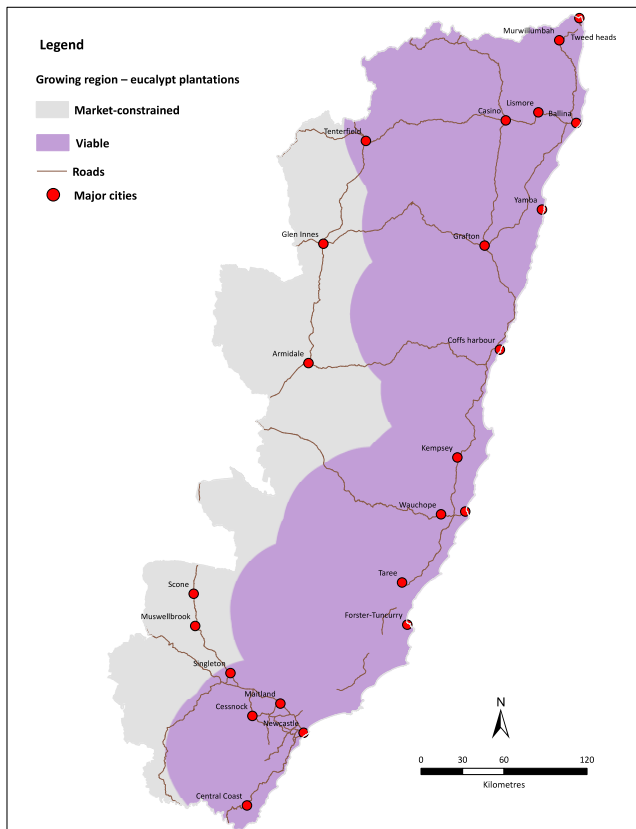 Legend
Growing region – eucalypt plantations
Market-constrained
Viable
Roads
Major cities
Murwillumbah
Tweed heads
Lismore
Casino
Ballina
Tenterfield
Yamba
Glen Innes
Grafton
Coffs harbour
Armidale
Kempsey
Wauchope
Taree
Scone
Muswellbrook
Forster-Tuncurry
Singleton
Maitland
Cessnock
Newcastle
Central Coast
N
0 30 60 120
Kilometres